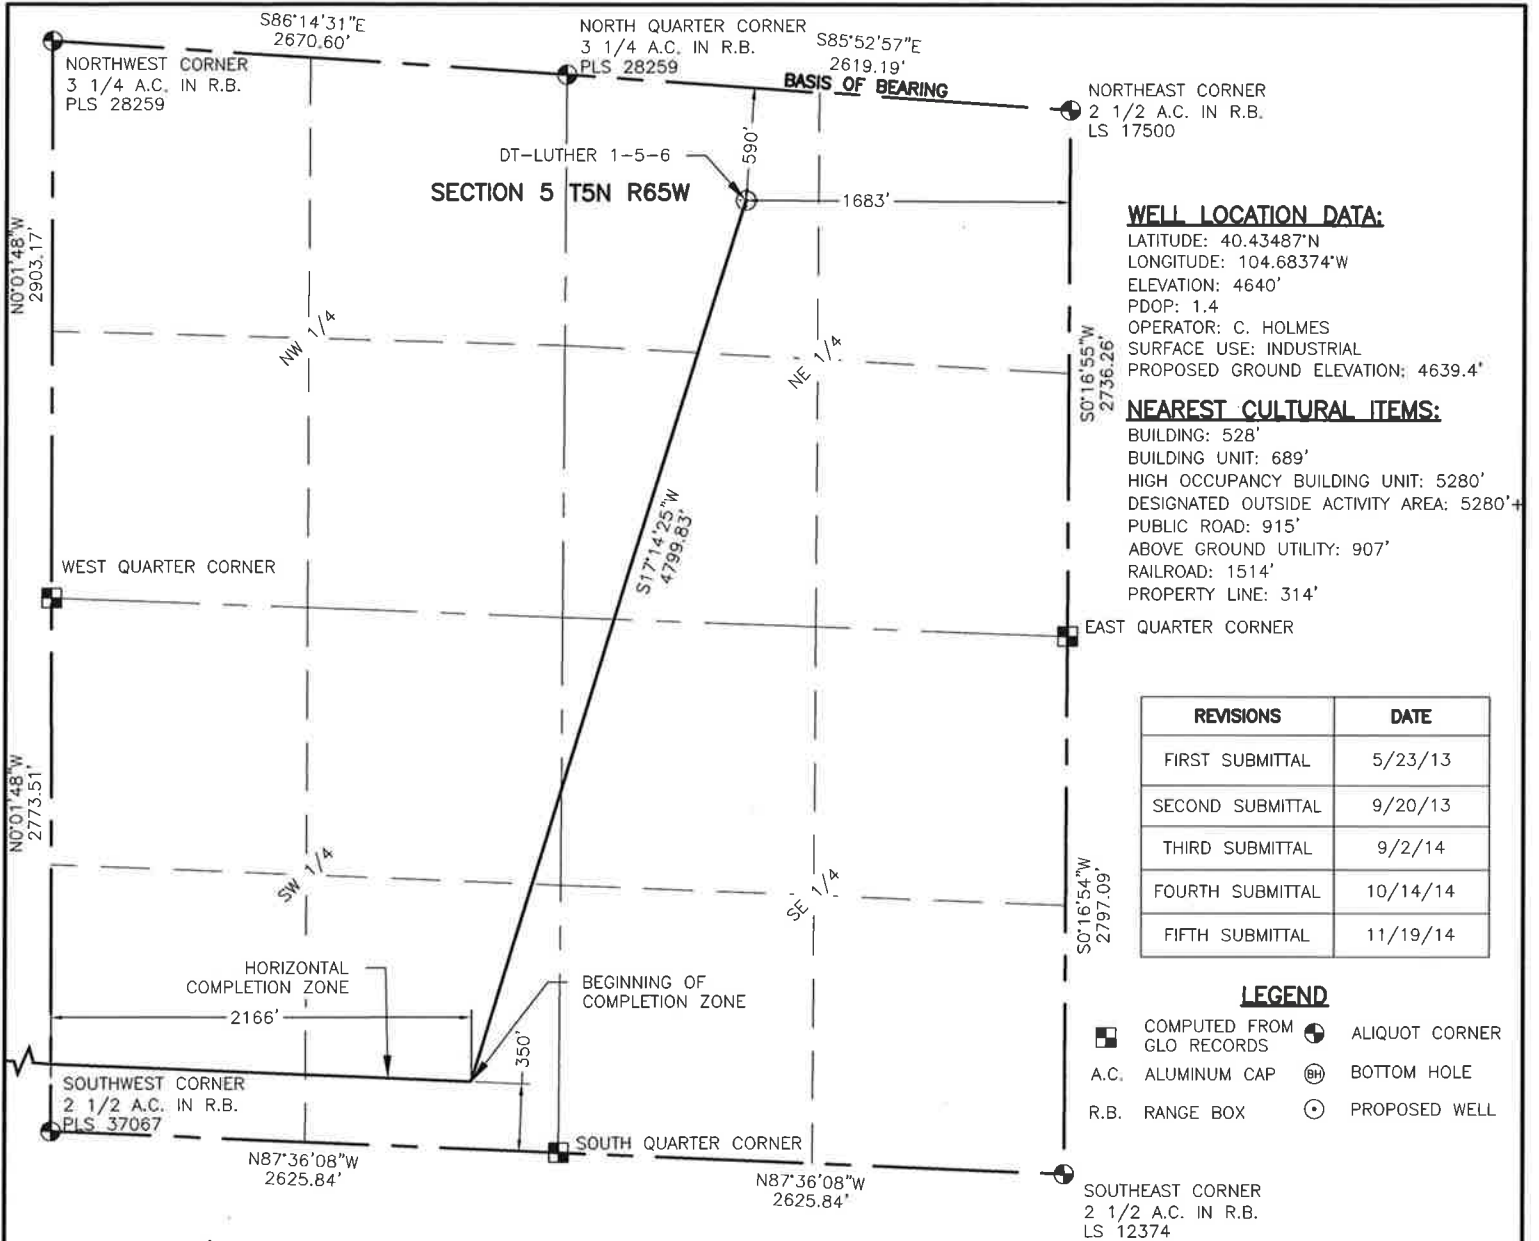 S86°14'31"E
2670.60'
NORTH QUARTER CORNER
3 1/4 A.C. IN R.B.
PLS 28259
S85°52'57"E
2619.19'
BASIS OF BEARING
NORTHWEST CORNER
3 1/4 A.C. IN R.B.
PLS 28259
NORTHEAST CORNER
2 1/2 A.C. IN R.B.
LS 17500
DT-LUTHER 1-5-6
590'
SECTION 5 T5N R65W
1683'
N0°01'48"W
2903.17'
NW 1/4
NE 1/4
S0°16'55"W
2736.26'
WELL LOCATION DATA:
LATITUDE: 40.43487°N
LONGITUDE: 104.68374°W
ELEVATION: 4640'
PDOP: 1.4
OPERATOR: C. HOLMES
SURFACE USE: INDUSTRIAL
PROPOSED GROUND ELEVATION: 4639.4'
NEAREST CULTURAL ITEMS:
BUILDING: 528'
BUILDING UNIT: 689'
HIGH OCCUPANCY BUILDING UNIT: 5280'
DESIGNATED OUTSIDE ACTIVITY AREA: 5280'+
PUBLIC ROAD: 915'
ABOVE GROUND UTILITY: 907'
RAILROAD: 1514'
PROPERTY LINE: 314'
S17°14'25"W
4799.83'
WEST QUARTER CORNER
EAST QUARTER CORNER
REVISIONS DATE
FIRST SUBMITTAL 5/23/13
SECOND SUBMITTAL 9/20/13
THIRD SUBMITTAL 9/2/14
FOURTH SUBMITTAL 10/14/14
FIFTH SUBMITTAL 11/19/14
N0°01'48"W
2773.51'
SW 1/4
SE 1/4
S0°16'54"W
2797.09'
HORIZONTAL
COMPLETION ZONE
BEGINNING OF
COMPLETION ZONE
2166'
350'
LEGEND
COMPUTED FROM
GLO RECORDS
ALIQUOT CORNER
A.C. ALUMINUM CAP
BH BOTTOM HOLE
R.B. RANGE BOX
PROPOSED WELL
SOUTHWEST CORNER
2 1/2 A.C. IN R.B.
PLS 37067
SOUTH QUARTER CORNER
N87°36'08"W
2625.84'
N87°36'08"W
2625.84'
SOUTHEAST CORNER
2 1/2 A.C. IN R.B.
LS 12374